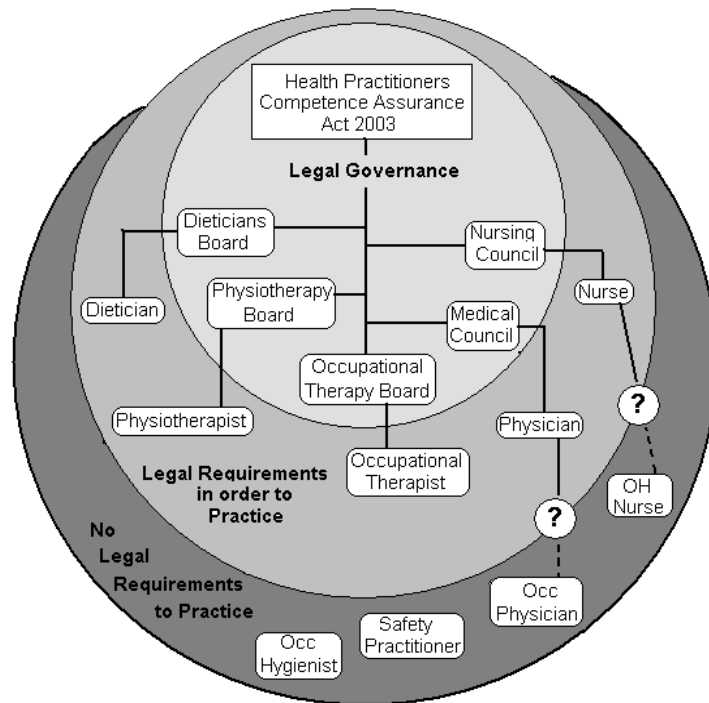 Health Practitioners
Competence Assurance
Act 2003
Legal Governance
Dieticians
Board
Nursing
Council
Dietician
Physiotherapy
Board
Nurse
Medical
Council
Occupational
Therapy Board
Physiotherapist
Physician
?
Legal Requirements
in order to
Practice
Occupational
Therapist
OH
Nurse
?
No
Legal
Requirements
to Practice
Occ
Physician
Safety
Practitioner
Occ
Hygienist